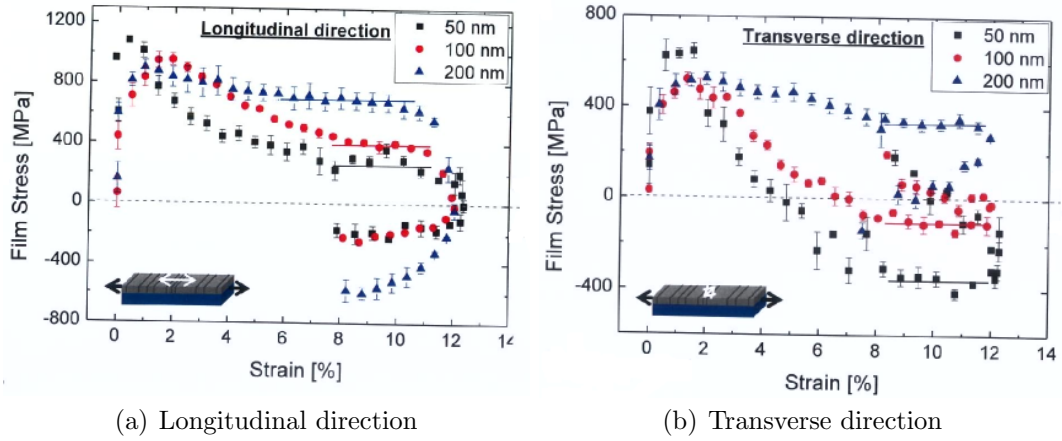 1200
800
400
0
-400
-800
Film Stress [MPa]
Longitudinal direction
50 nm
100 nm
200 nm
0 2 4 6 8 10 12 14
Strain [%]
(a) Longitudinal direction
800
400
0
-400
Film Stress [MPa]
Transverse direction
50 nm
100 nm
200 nm
0 2 4 6 8 10 12 14
Strain [%]
(b) Transverse direction